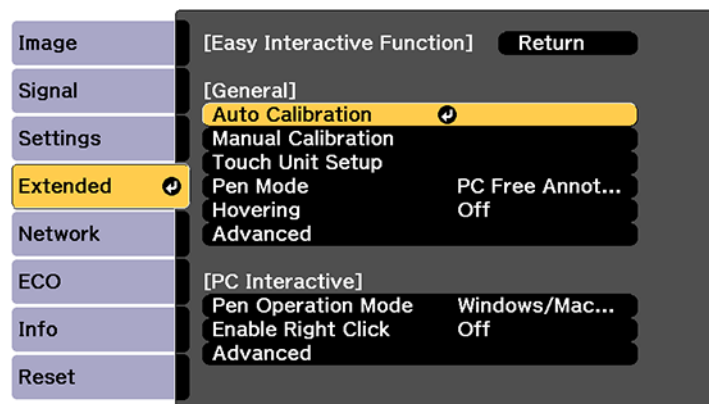 Image
Signal
Settings
Extended
Network
ECO
Info
Reset
[Easy Interactive Function] Return
[General]
Auto Calibration
Manual Calibration
Touch Unit Setup
Pen Mode PC Free Annot...
Hovering Off
Advanced
[PC Interactive]
Pen Operation Mode Windows/Mac...
Enable Right Click Off
Advanced